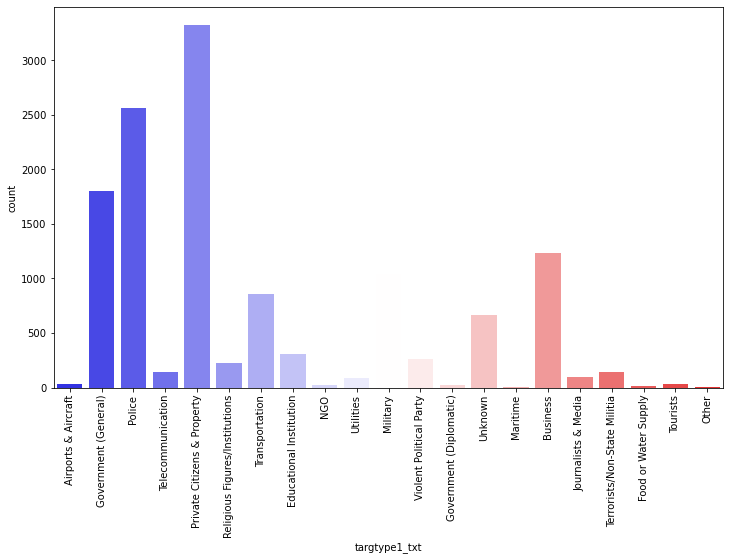 3000
2500
2000
1500
1000
500
0
count
Airports & Aircraft
Government (General)
Police
Telecommunication
Private Citizens & Property
Religious Figures/Institutions
Transportation
Educational Institution
NGO
Utilities
Military
Violent Political Party
Government (Diplomatic)
Unknown
Maritime
Business
Journalists & Media
Terrorists/Non-State Militia
Food or Water Supply
Tourists
Other
targtype1_txt